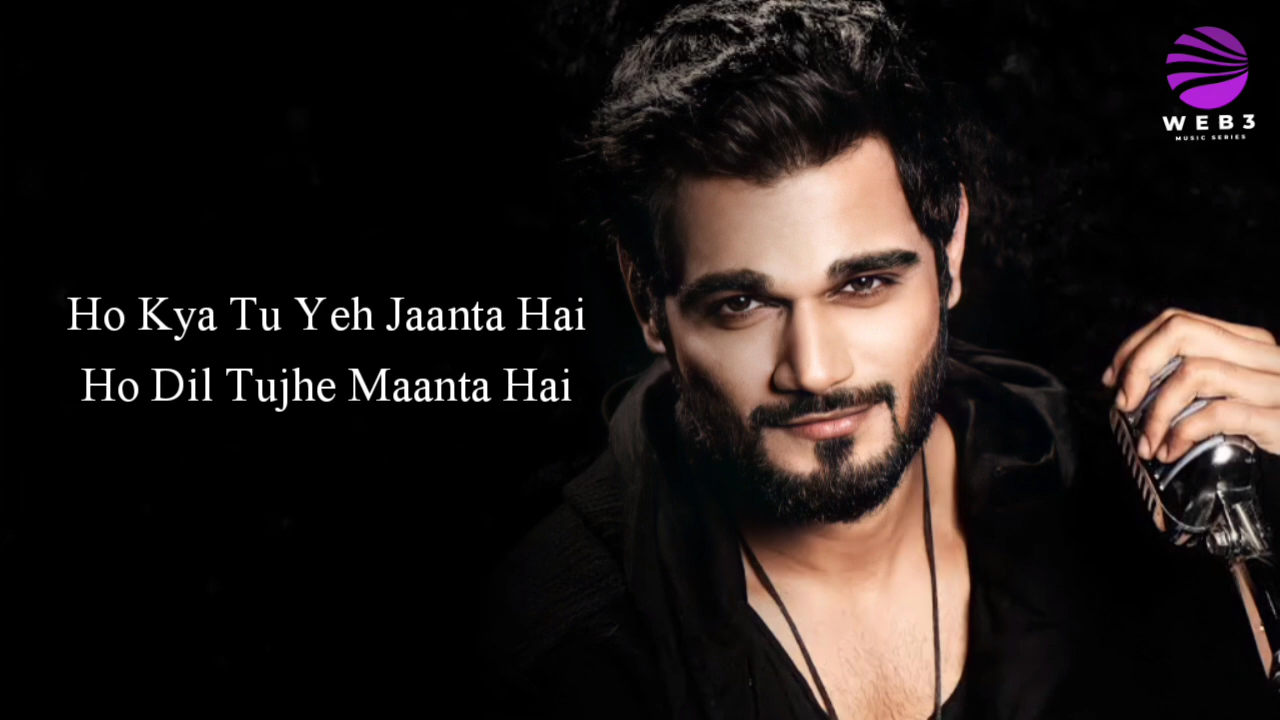 WEB3
MUSIC SERIES
Ho Kya Tu Yeh Jaanta Hai
Ho Dil Tujhe Maanta Hai